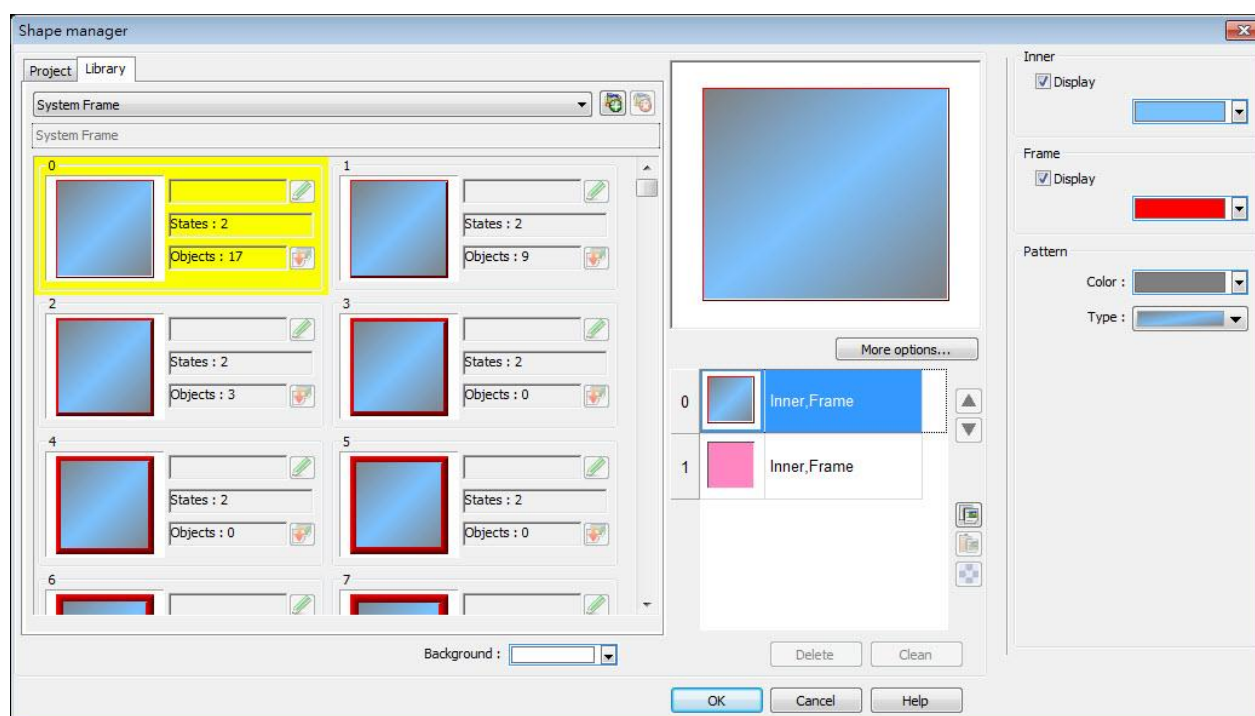 Shape manager
Project Library
System Frame
System Frame
0
States : 2
Objects : 17
1
States : 2
Objects : 9
2
States : 2
Objects : 3
3
States : 2
Objects : 0
4
States : 2
Objects : 0
5
States : 2
Objects : 0
6
7
Background :
More options...
0 Inner,Frame
1 Inner,Frame
Delete Clean
OK Cancel Help
Inner
Display
Frame
Display
Pattern
Color :
Type :